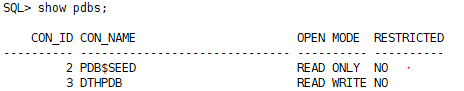 SQL> show pdbs;
    CON_ID CON_NAME                       OPEN MODE  RESTRICTED
---------- ------------------------------ ---------- ----------
         2 PDB$SEED                       READ ONLY  NO
         3 DTHPDB                         READ WRITE NO